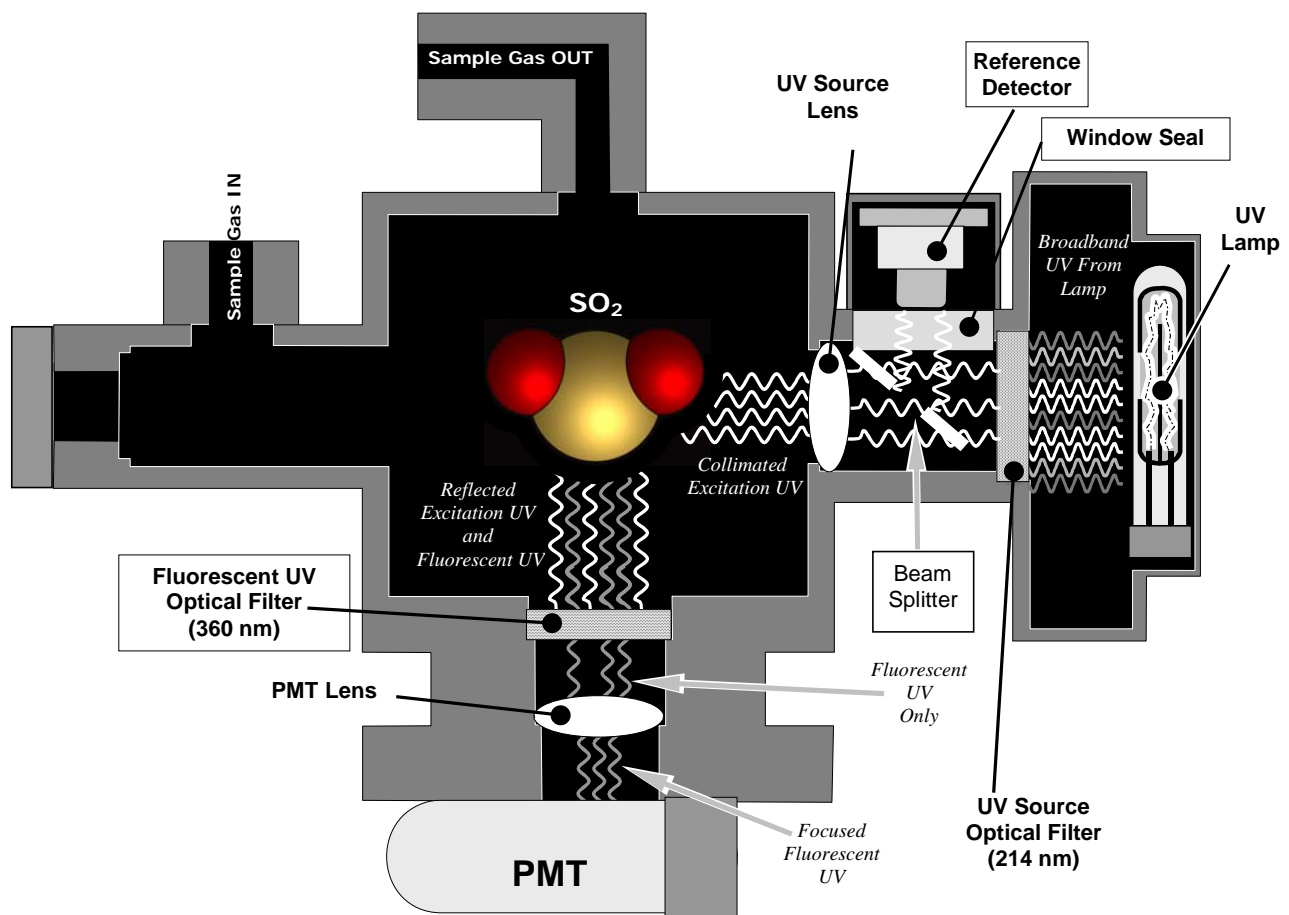 Sample Gas OUT
Reference
Detector
UV Source
Lens
Window Seal
Sample Gas IN
UV
Lamp
Broadband
UV From
Lamp
SO₂
Collimated
Excitation UV
Reflected
Excitation UV
and
Fluorescent UV
Fluorescent UV
Optical Filter
(360 nm)
Beam
Splitter
PMT Lens
Fluorescent
UV
Only
UV Source
Optical Filter
(214 nm)
Focused
Fluorescent
UV
PMT